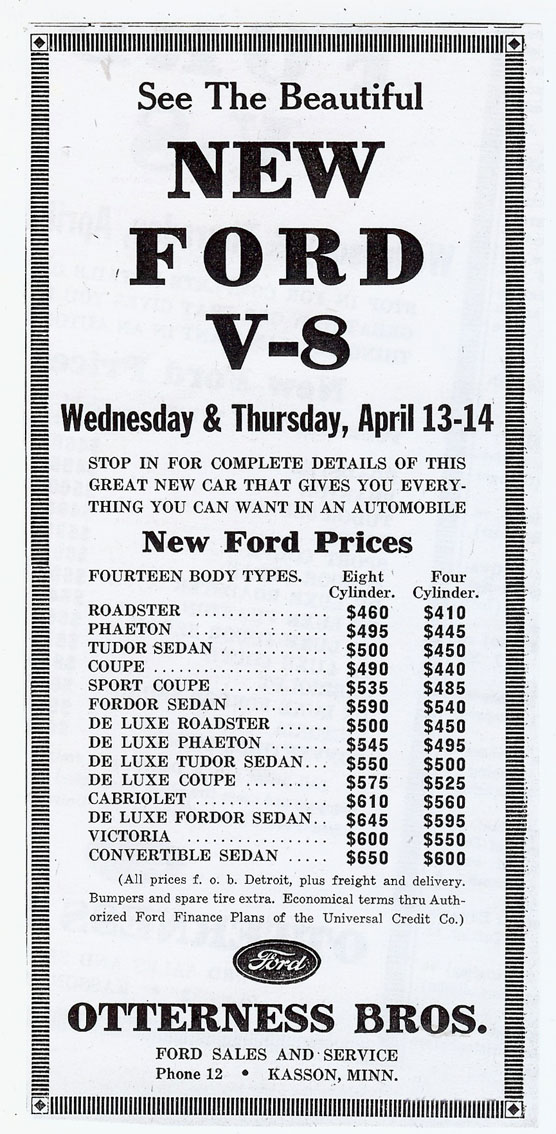 See The Beautiful
NEW
FORD
V-8
Wednesday & Thursday, April 13-14
STOP IN FOR COMPLETE DETAILS OF THIS
GREAT NEW CAR THAT GIVES YOU EVERY-
THING YOU CAN WANT IN AN AUTOMOBILE
New Ford Prices
FOURTEEN BODY TYPES. Eight Cylinder. Four Cylinder.
ROADSTER .................. $460 $410
PHAETON .................. $495 $445
TUDOR SEDAN .............. $500 $450
COUPE ...................... $490 $440
SPORT COUPE .............. $535 $485
FORDOR SEDAN ............. $590 $540
DE LUXE ROADSTER ...... $500 $450
DE LUXE PHAETON ........ $545 $495
DE LUXE TUDOR SEDAN... $550 $500
DE LUXE COUPE .......... $575 $525
CABRIOLET ................. $610 $560
DE LUXE FORDOR SEDAN.. $645 $595
VICTORIA .................. $600 $550
CONVERTIBLE SEDAN ..... $650 $600
(All prices f. o. b. Detroit, plus freight and delivery.
Bumpers and spare tire extra. Economical terms thru Auth-
orized Ford Finance Plans of the Universal Credit Co.)
Ford
OTTERNESS BROS.
FORD SALES AND SERVICE
Phone 12 • KASSON, MINN.